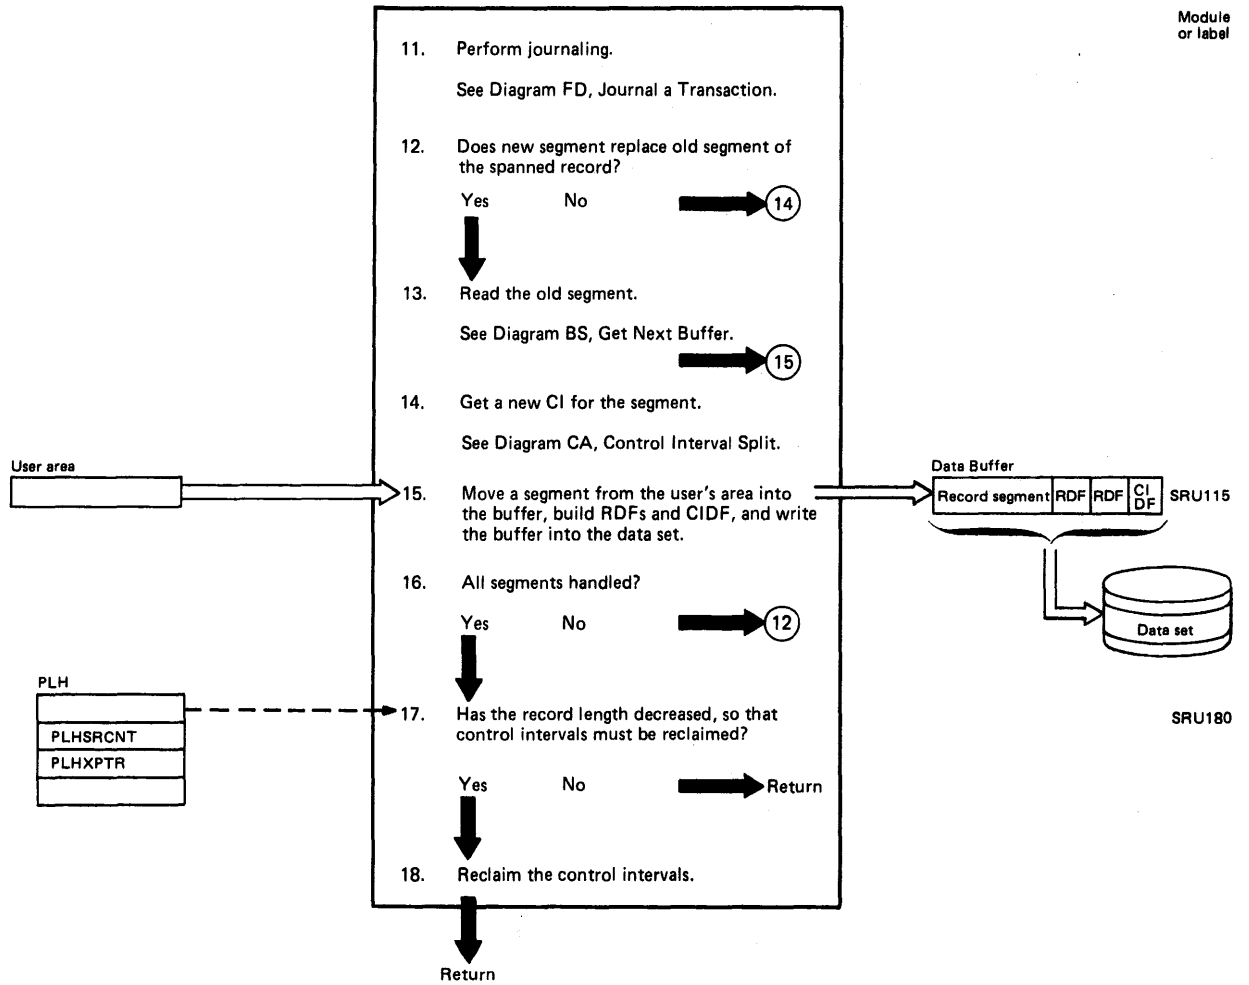 Module
or label
11. Perform journaling.
See Diagram FD, Journal a Transaction.
12. Does new segment replace old segment of
the spanned record?
Yes No 14
13. Read the old segment.
See Diagram BS, Get Next Buffer.
15
14. Get a new CI for the segment.
See Diagram CA, Control Interval Split.
User area
Data Buffer
15. Move a segment from the user's area into
the buffer, build RDFs and CIDF, and write
the buffer into the data set.
Record segment RDF RDF CI
DF
SRU115
16. All segments handled?
Yes No 12
Data set
PLH
PLHSRCNT
PLHXPTR
17. Has the record length decreased, so that
control intervals must be reclaimed?
SRU180
Yes No Return
18. Reclaim the control intervals.
Return